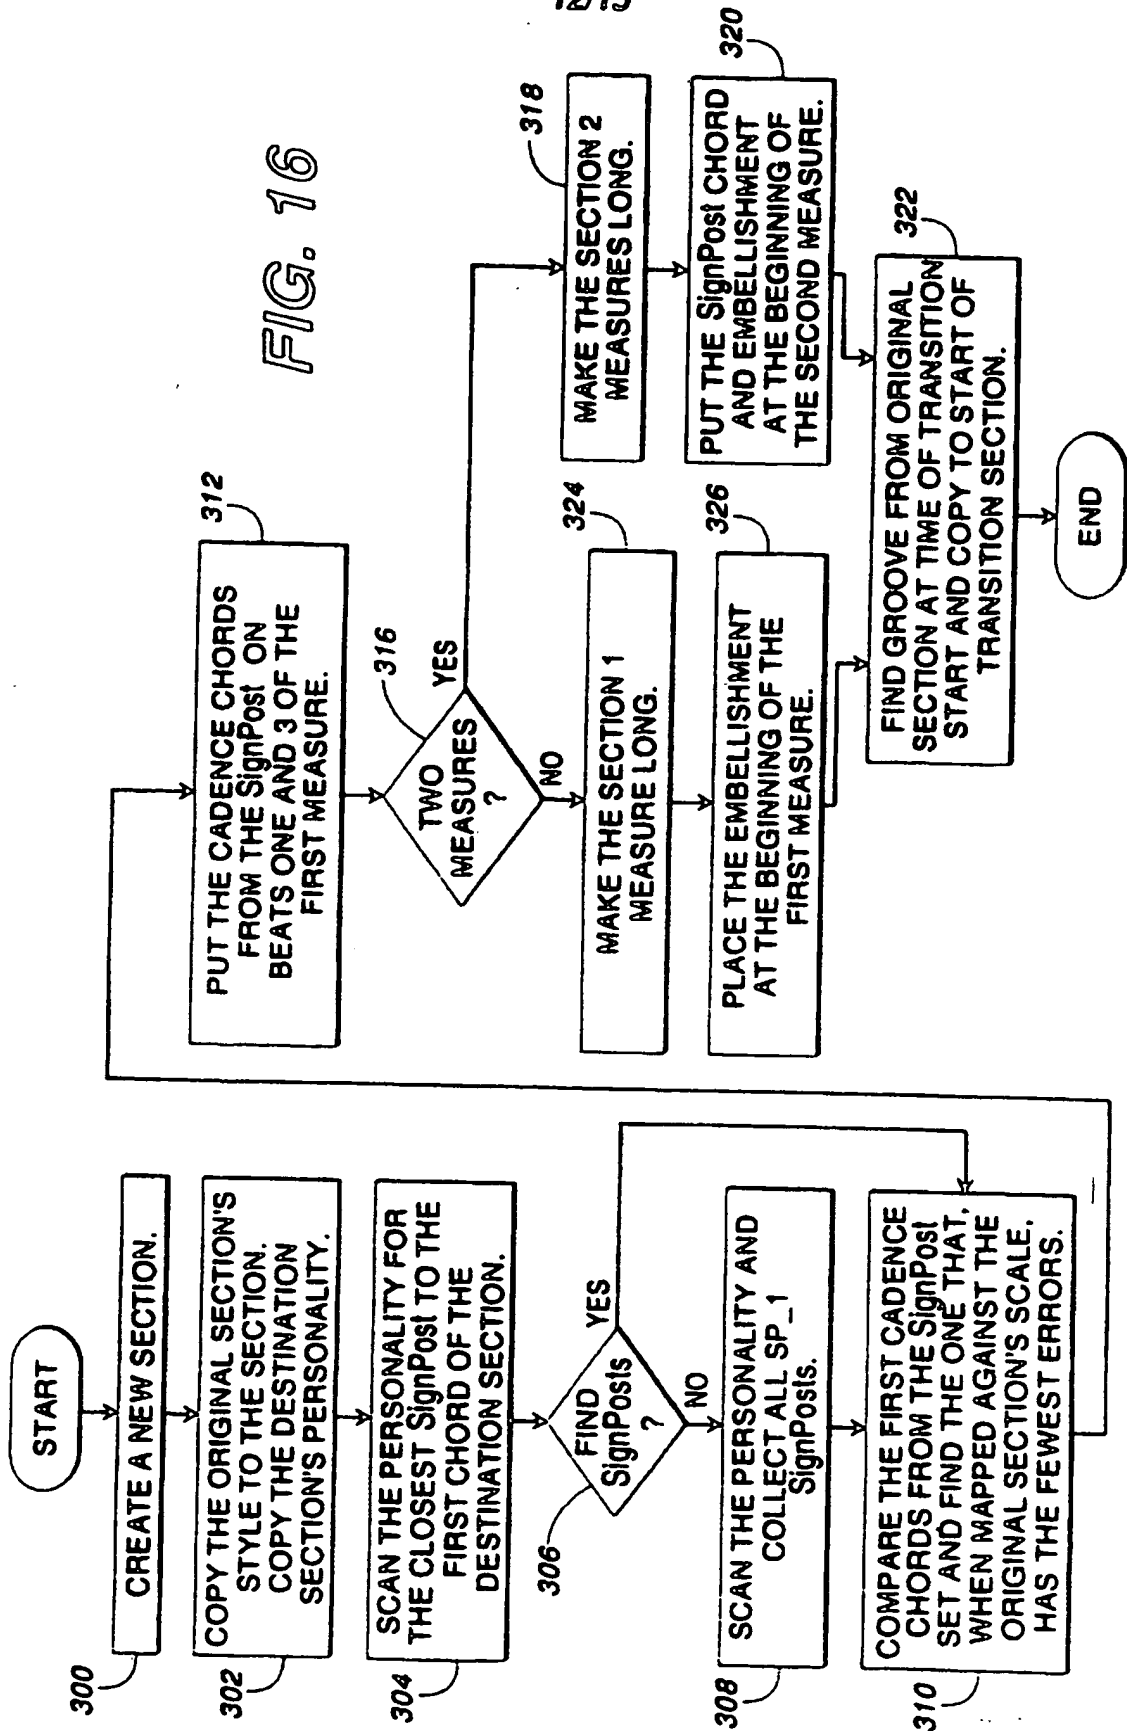 12/15
FIG. 16
START
300
CREATE A NEW SECTION.
302
COPY THE ORIGINAL SECTION'S
STYLE TO THE SECTION.
COPY THE DESTINATION
SECTION'S PERSONALITY.
304
SCAN THE PERSONALITY FOR
THE CLOSEST SignPost TO THE
FIRST CHORD OF THE
DESTINATION SECTION.
306
FIND
SignPosts
?
YES
NO
308
SCAN THE PERSONALITY AND
COLLECT ALL SP_1
SignPosts.
310
COMPARE THE FIRST CADENCE
CHORDS FROM THE SignPost
SET AND FIND THE ONE THAT,
WHEN MAPPED AGAINST THE
ORIGINAL SECTION'S SCALE,
HAS THE FEWEST ERRORS.
312
PUT THE CADENCE CHORDS
FROM THE SignPost ON
BEATS ONE AND 3 OF THE
FIRST MEASURE.
316
TWO
MEASURES
?
YES
NO
318
MAKE THE SECTION 2
MEASURES LONG.
320
PUT THE SignPost CHORD
AND EMBELLISHMENT
AT THE BEGINNING OF
THE SECOND MEASURE.
324
MAKE THE SECTION 1
MEASURE LONG.
326
PLACE THE EMBELLISHMENT
AT THE BEGINNING OF THE
FIRST MEASURE.
322
FIND GROOVE FROM ORIGINAL
SECTION AT TIME OF TRANSITION
START AND COPY TO START OF
TRANSITION SECTION.
END